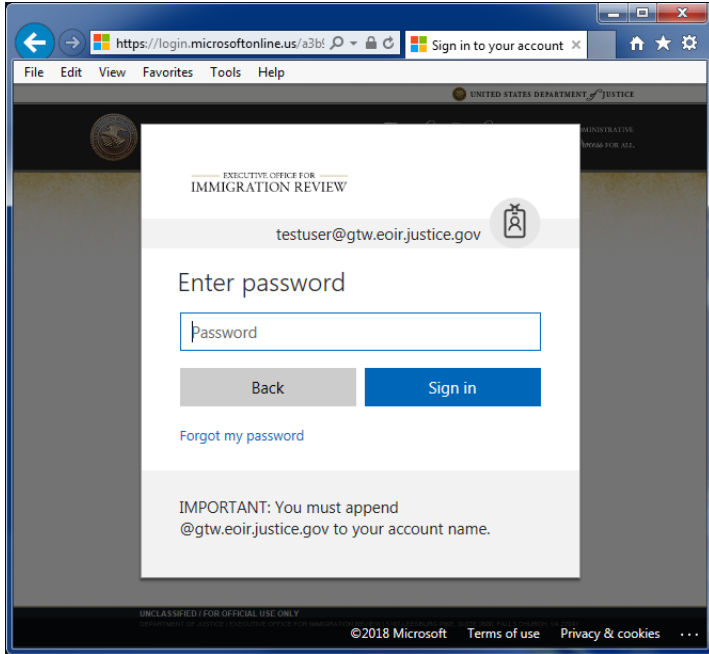 https://login.microsoftonline.us/a3b
Sign in to your account
File Edit View Favorites Tools Help
UNITED STATES DEPARTMENT of JUSTICE
FOR ALL.
EXECUTIVE OFFICE FOR
IMMIGRATION REVIEW
testuser@gtw.eoir.justice.gov
Enter password
Password
Back Sign in
Forgot my password
IMPORTANT: You must append
@gtw.eoir.justice.gov to your account name.
UNCLASSIFIED / FOR OFFICIAL USE ONLY
©2018 Microsoft Terms of use Privacy & cookies ...